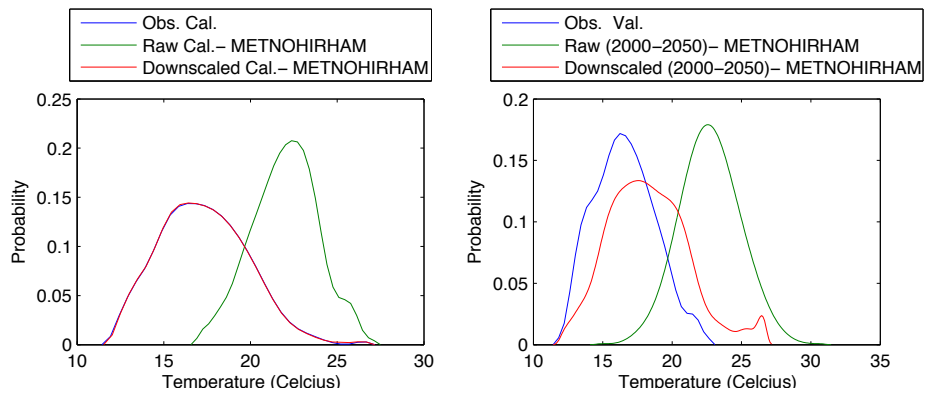 Obs. Cal.
Raw Cal.− METNOHIRHAM
Downscaled Cal.− METNOHIRHAM
0.25
0.2
0.15
0.1
0.05
0
Probability
10 15 20 25 30
Temperature (Celcius)
Obs. Val.
Raw (2000−2050)− METNOHIRHAM
Downscaled (2000−2050)− METNOHIRHAM
0.2
0.15
0.1
0.05
0
Probability
10 15 20 25 30 35
Temperature (Celcius)